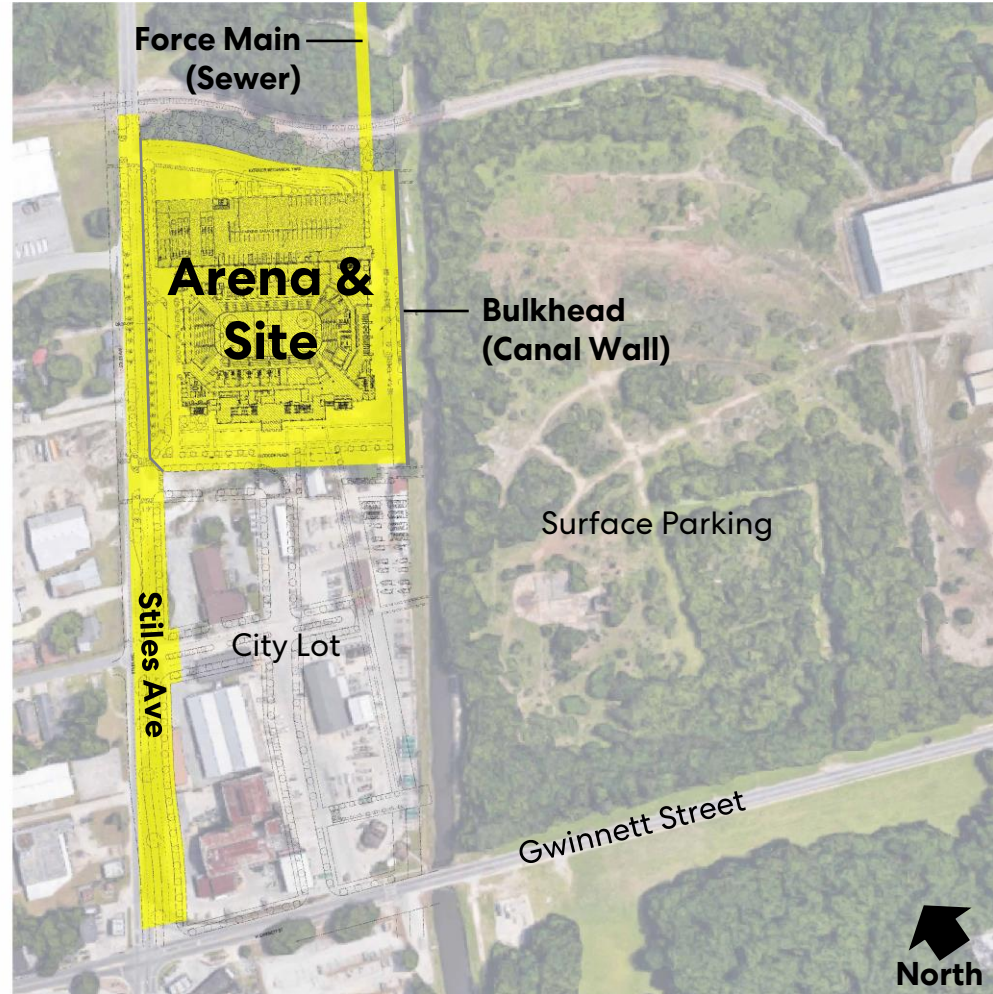 Force Main
(Sewer)
Arena &
Site
Bulkhead
(Canal Wall)
Surface Parking
Stiles Ave
City Lot
Gwinnett Street
North